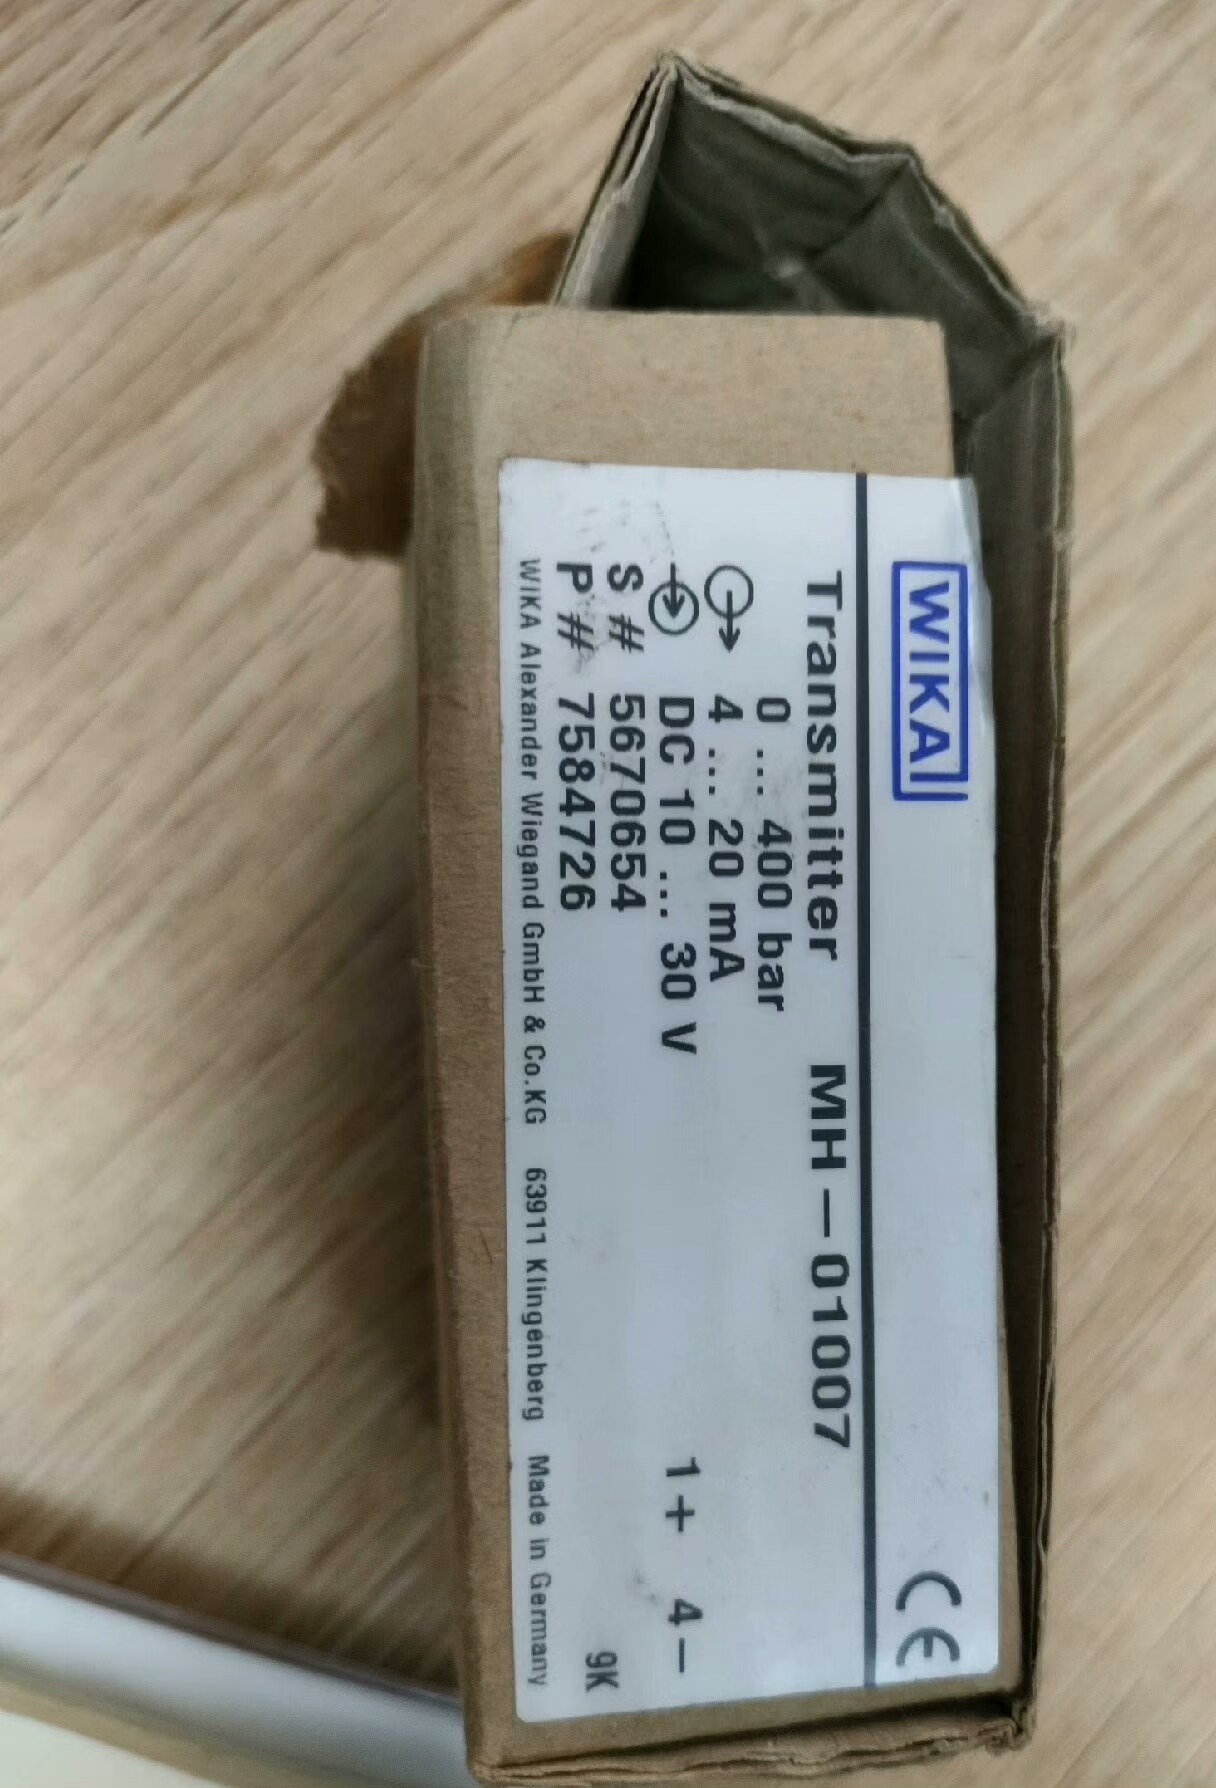 WIKA
CE
Transmitter MH-01007
0 ... 400 bar
4 ... 20 mA
DC 10 ... 30 V 1+ 4-
S # 5670654
P # 7584726 9K
WIKA Alexander Wiegand GmbH & Co.KG 63911 Klingenberg Made in Germany